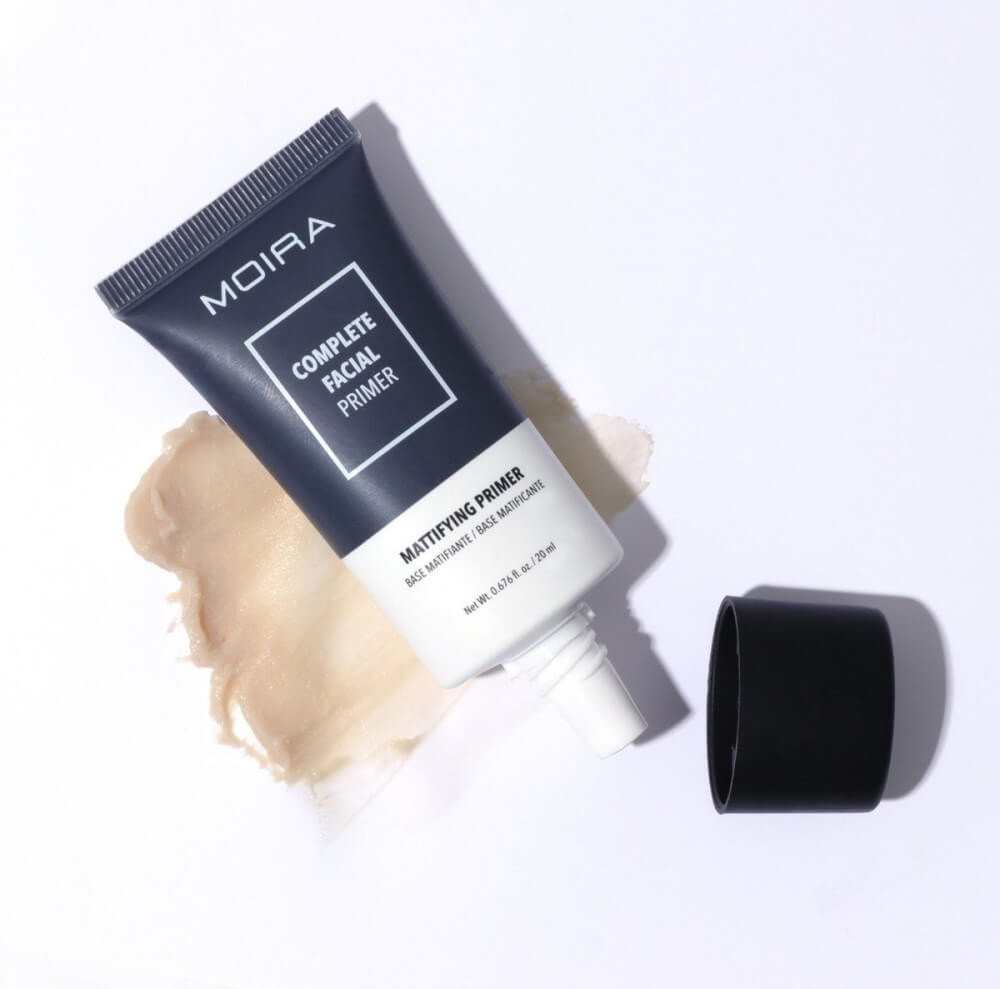 MOIRA
COMPLETE
FACIAL
PRIMER
MATTIFYING PRIMER
BASE MATIFIANTE / BASE MATIFICANTE
Net Wt. 0.676 fl. oz. / 20 ml